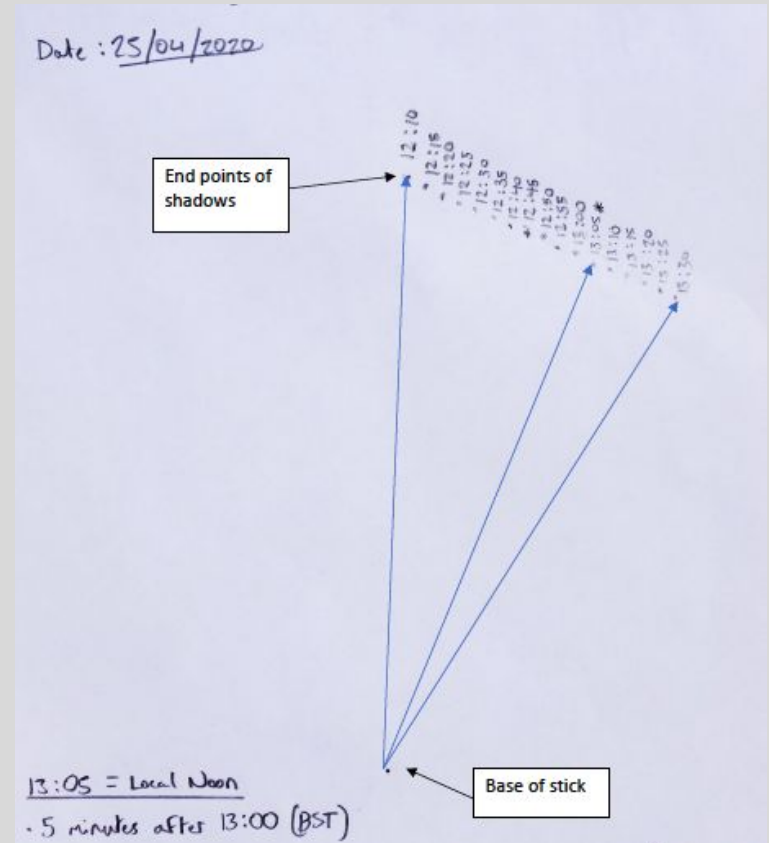 Date : 25/04/2020
End points of
shadows
12:10
12:15
12:20
12:25
12:30
12:35
12:40
12:45
12:50
12:55
13:00
13:05*
13:10
13:15
13:20
13:25
13:30
Base of stick
13:05 = Local Noon
. 5 minutes after 13:00 (BST)